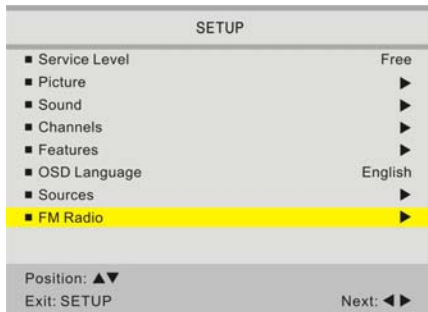 SETUP
■ Service Level Free
■ Picture ▶
■ Sound ▶
■ Channels ▶
■ Features ▶
■ OSD Language English
■ Sources ▶
■ FM Radio ▶
Position: ▲▼
Exit: SETUP Next: ◀ ▶